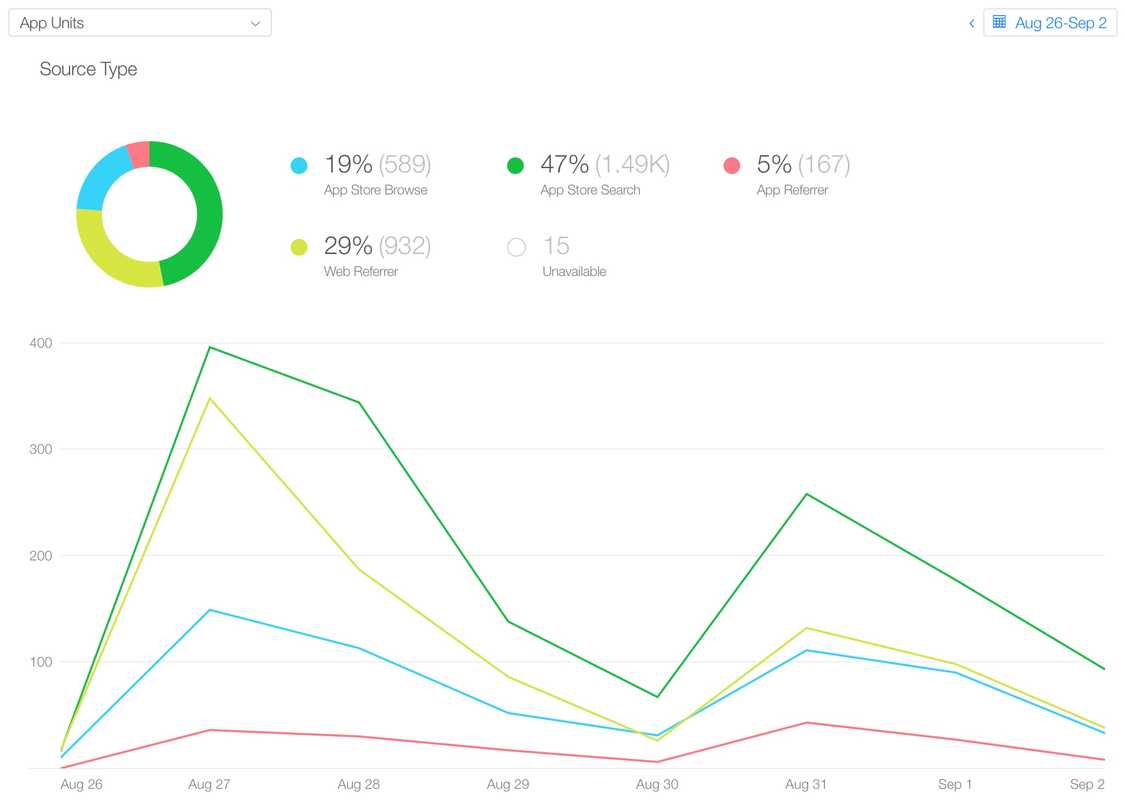 App Units
Aug 26-Sep 2
Source Type
19% (589)
App Store Browse
47% (1.49K)
App Store Search
5% (167)
App Referrer
29% (932)
Web Referrer
15
Unavailable
400
300
200
100
Aug 26 Aug 27 Aug 28 Aug 29 Aug 30 Aug 31 Sep 1 Sep 2